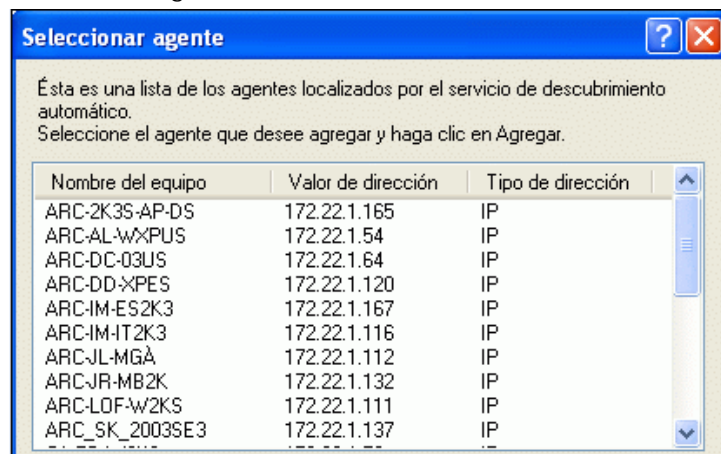 Seleccionar agente
Ésta es una lista de los agentes localizados por el servicio de descubrimiento
automático.
Seleccione el agente que desee agregar y haga clic en Agregar.
Nombre del equipo Valor de dirección Tipo de dirección
ARC-2K3S-AP-DS 172.22.1.165 IP
ARC-AL-WXPUS 172.22.1.54 IP
ARC-DC-03US 172.22.1.64 IP
ARC-DD-XPES 172.22.1.120 IP
ARC-IM-ES2K3 172.22.1.167 IP
ARC-IM-IT2K3 172.22.1.116 IP
ARC-JL-MGÀ 172.22.1.112 IP
ARC-JR-MB2K 172.22.1.132 IP
ARC-LOF-W2KS 172.22.1.111 IP
ARC_SK_2003SE3 172.22.1.137 IP